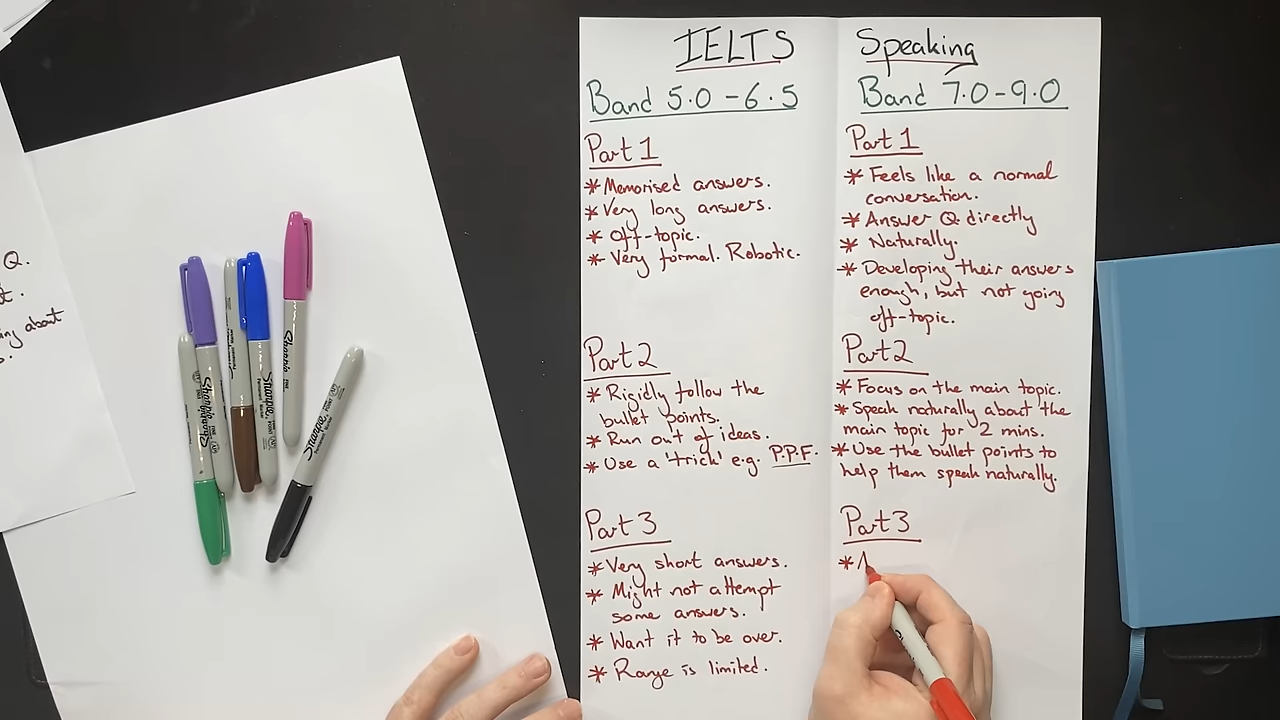 IELTS Speaking
Band 5.0 - 6.5
Part 1
* Memorised answers.
* Very long answers.
* Off-topic.
* Very formal. Robotic.
Part 2
* Rigidly follow the
bullet points.
* Run out of ideas.
* Use a 'trick' e.g. P.P.F.
Part 3
* Very short answers.
* Might not attempt
some answers.
* Want it to be over.
* Range is limited.
Band 7.0 - 9.0
Part 1
* Feels like a normal
conversation.
* Answer Q. directly
* Naturally.
* Developing their answers
enough, but not going
off-topic.
Part 2
* Focus on the main topic.
* Speak naturally about the
main topic for 2 mins.
* Use the bullet points to
help them speak naturally.
Part 3
*
Q.
about
Sharpie
Sharpie
Sharpie
Sharpie